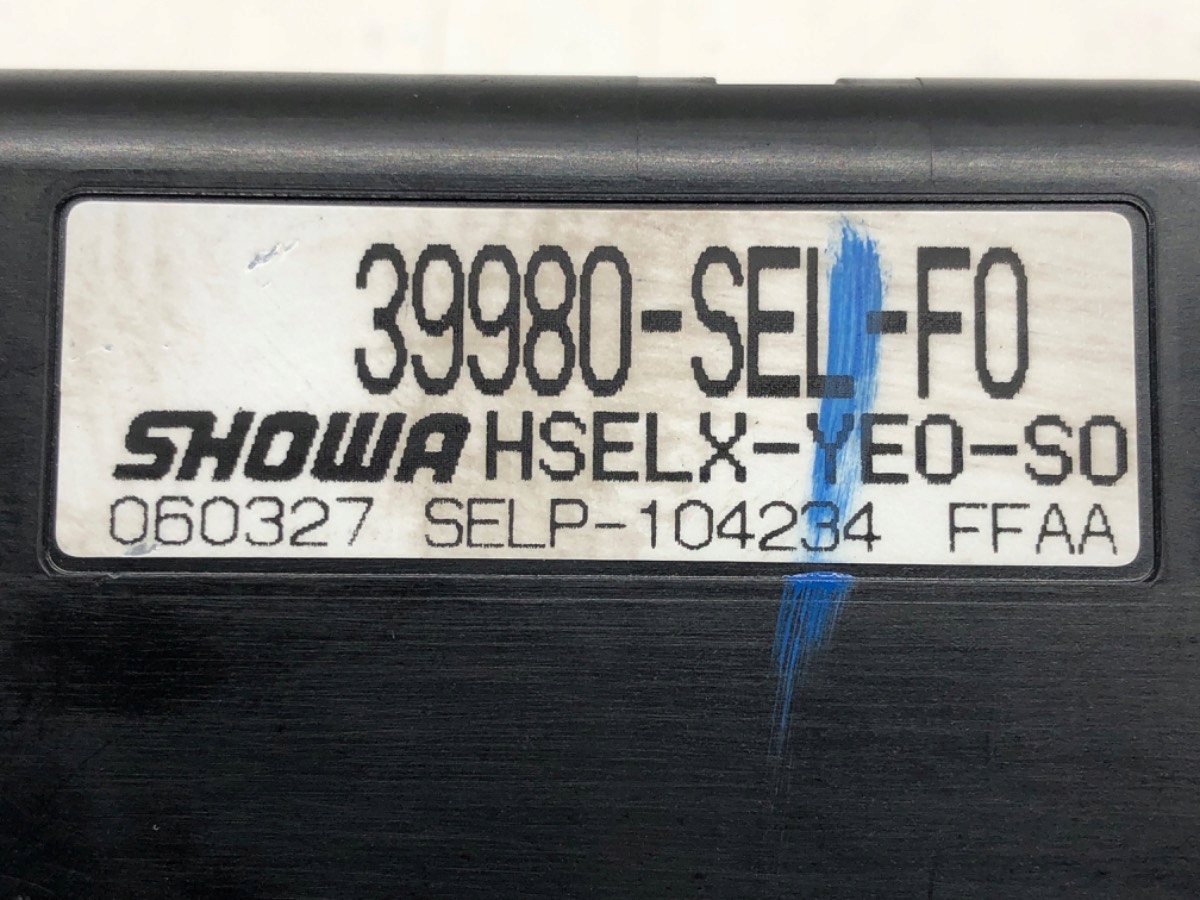 39980-SEL-F0
SHOWA HSELX-YE0-S0
060327 SELP-104234 FFAA